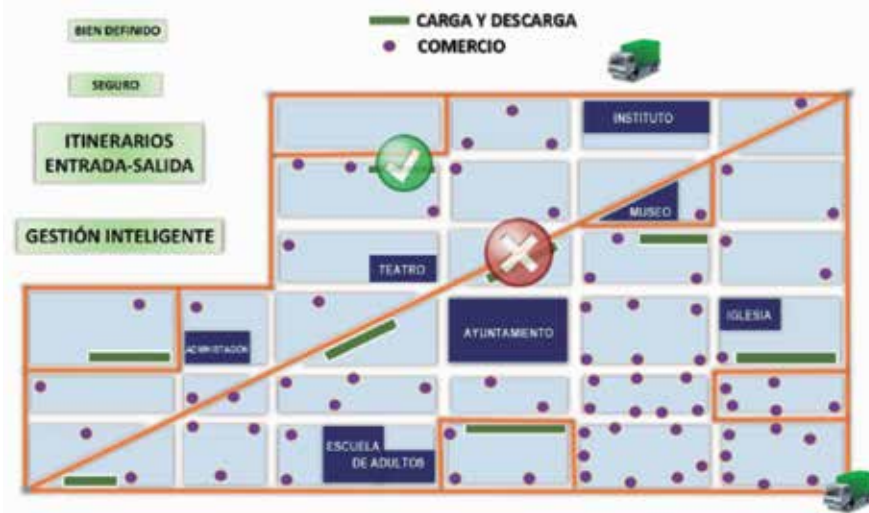 BIEN DEFINIDO
SEGURO
ITINERARIOS
ENTRADA-SALIDA
GESTIÓN INTELIGENTE
CARGA Y DESCARGA
COMERCIO
INSTITUTO
MUSEO
TEATRO
AYUNTAMIENTO
IGLESIA
ESCUELA
DE ADULTOS